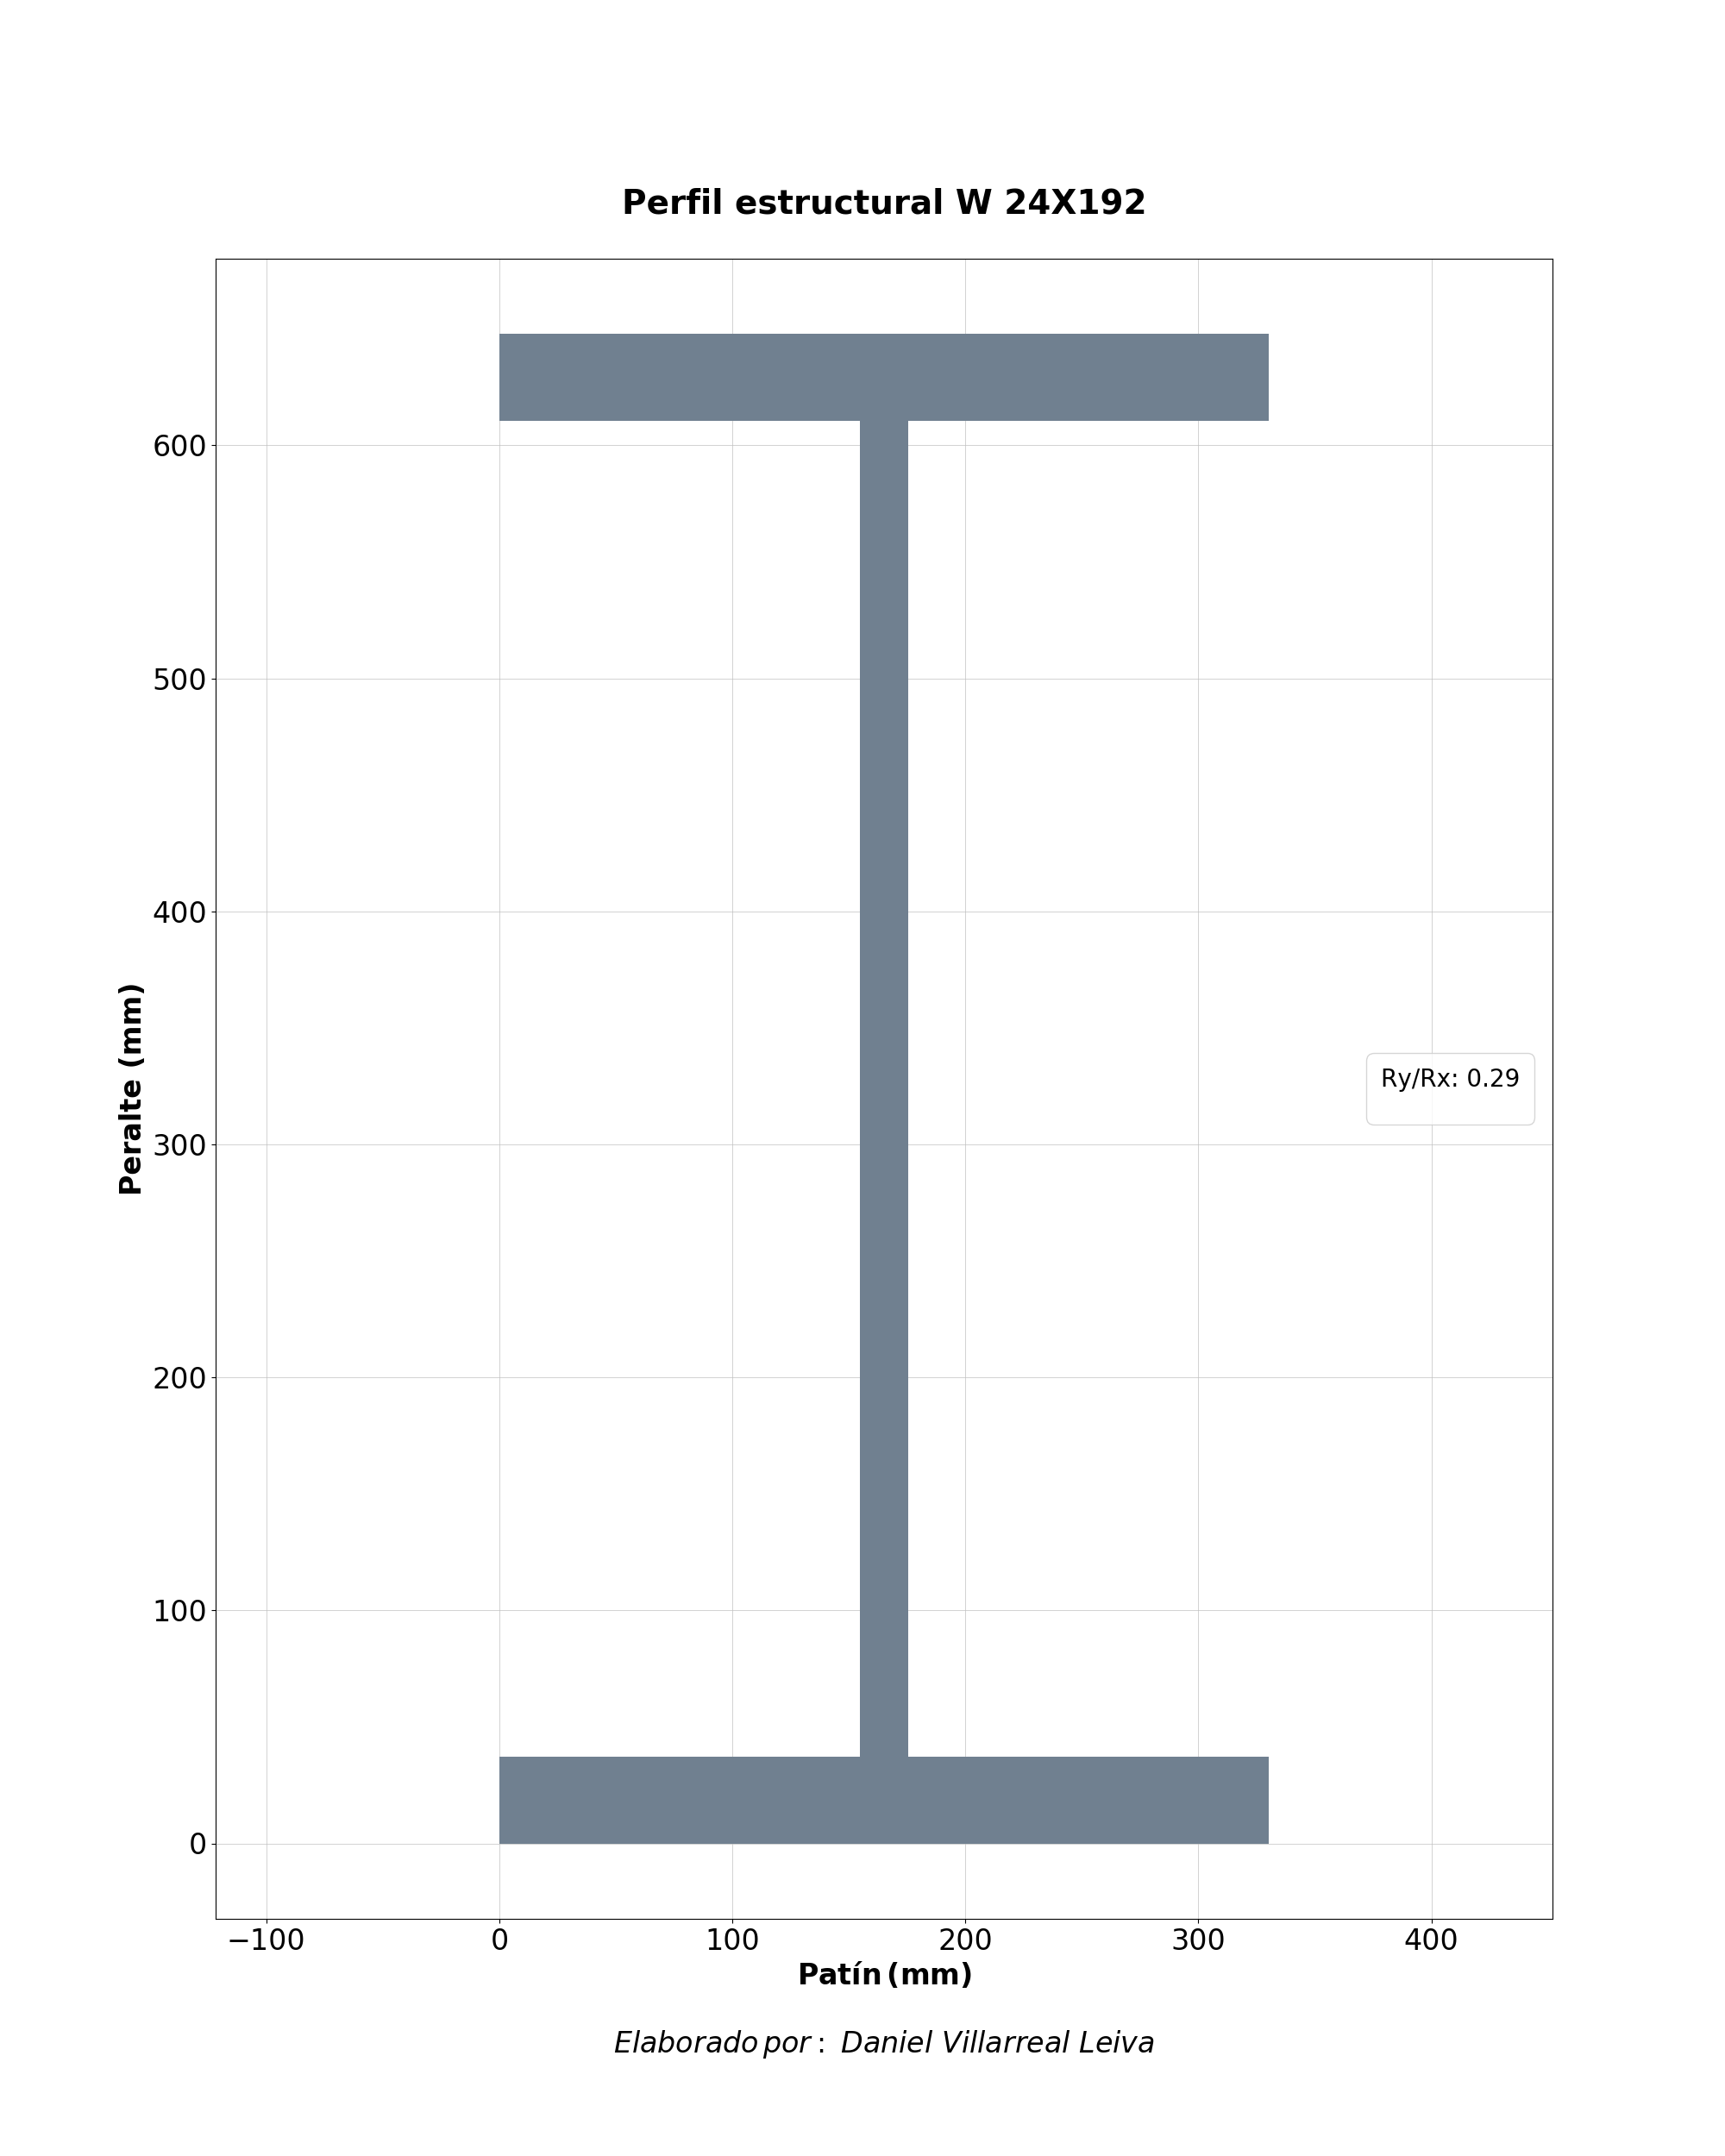 Perfil estructural W 24X192
Peralte (mm)
600
500
400
300
200
100
0
Ry/Rx: 0.29
−100 0 100 200 300 400
Patín (mm)
Elaborado por: Daniel Villarreal Leiva